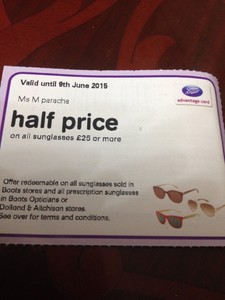 Valid until 9th June 2015
Boots
Ms M paracha
advantage card
half price
on all sunglasses £25 or more
Offer redeemable on all sunglasses sold in
Boots stores and all prescription sunglasses
in Boots Opticians or
Dolland & Aitchison stores.
See over for terms and conditions.